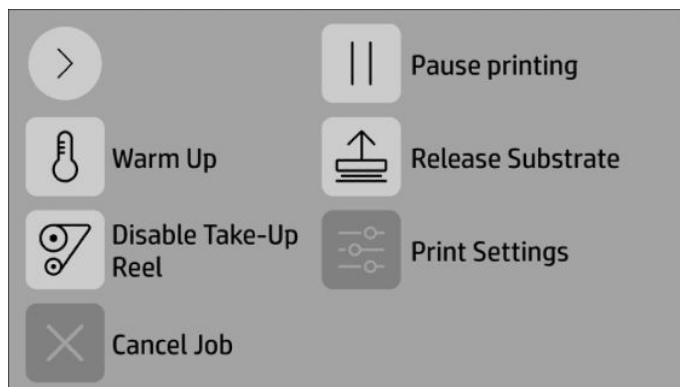 Pause printing
Warm Up
Release Substrate
Disable Take-Up
Reel
Print Settings
Cancel Job